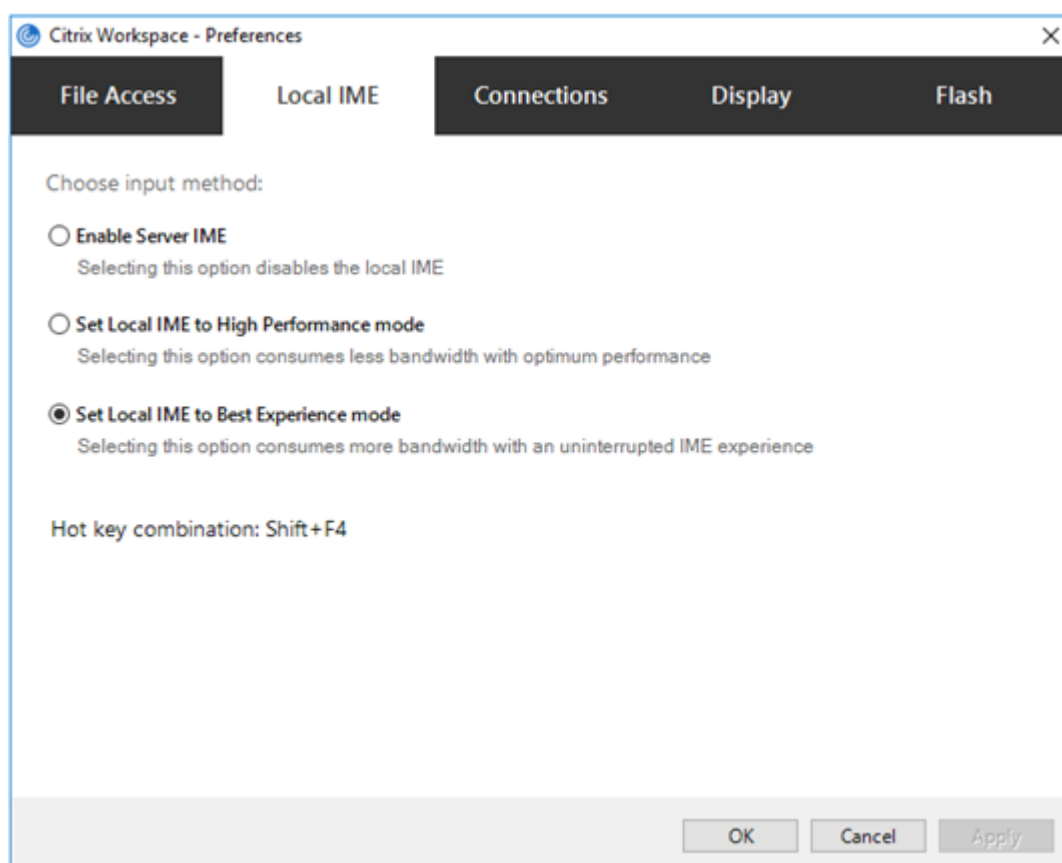 Citrix Workspace - Preferences
File Access Local IME Connections Display Flash
Choose input method:
Enable Server IME
Selecting this option disables the local IME
Set Local IME to High Performance mode
Selecting this option consumes less bandwidth with optimum performance
Set Local IME to Best Experience mode
Selecting this option consumes more bandwidth with an uninterrupted IME experience
Hot key combination: Shift+F4
OK Cancel Apply